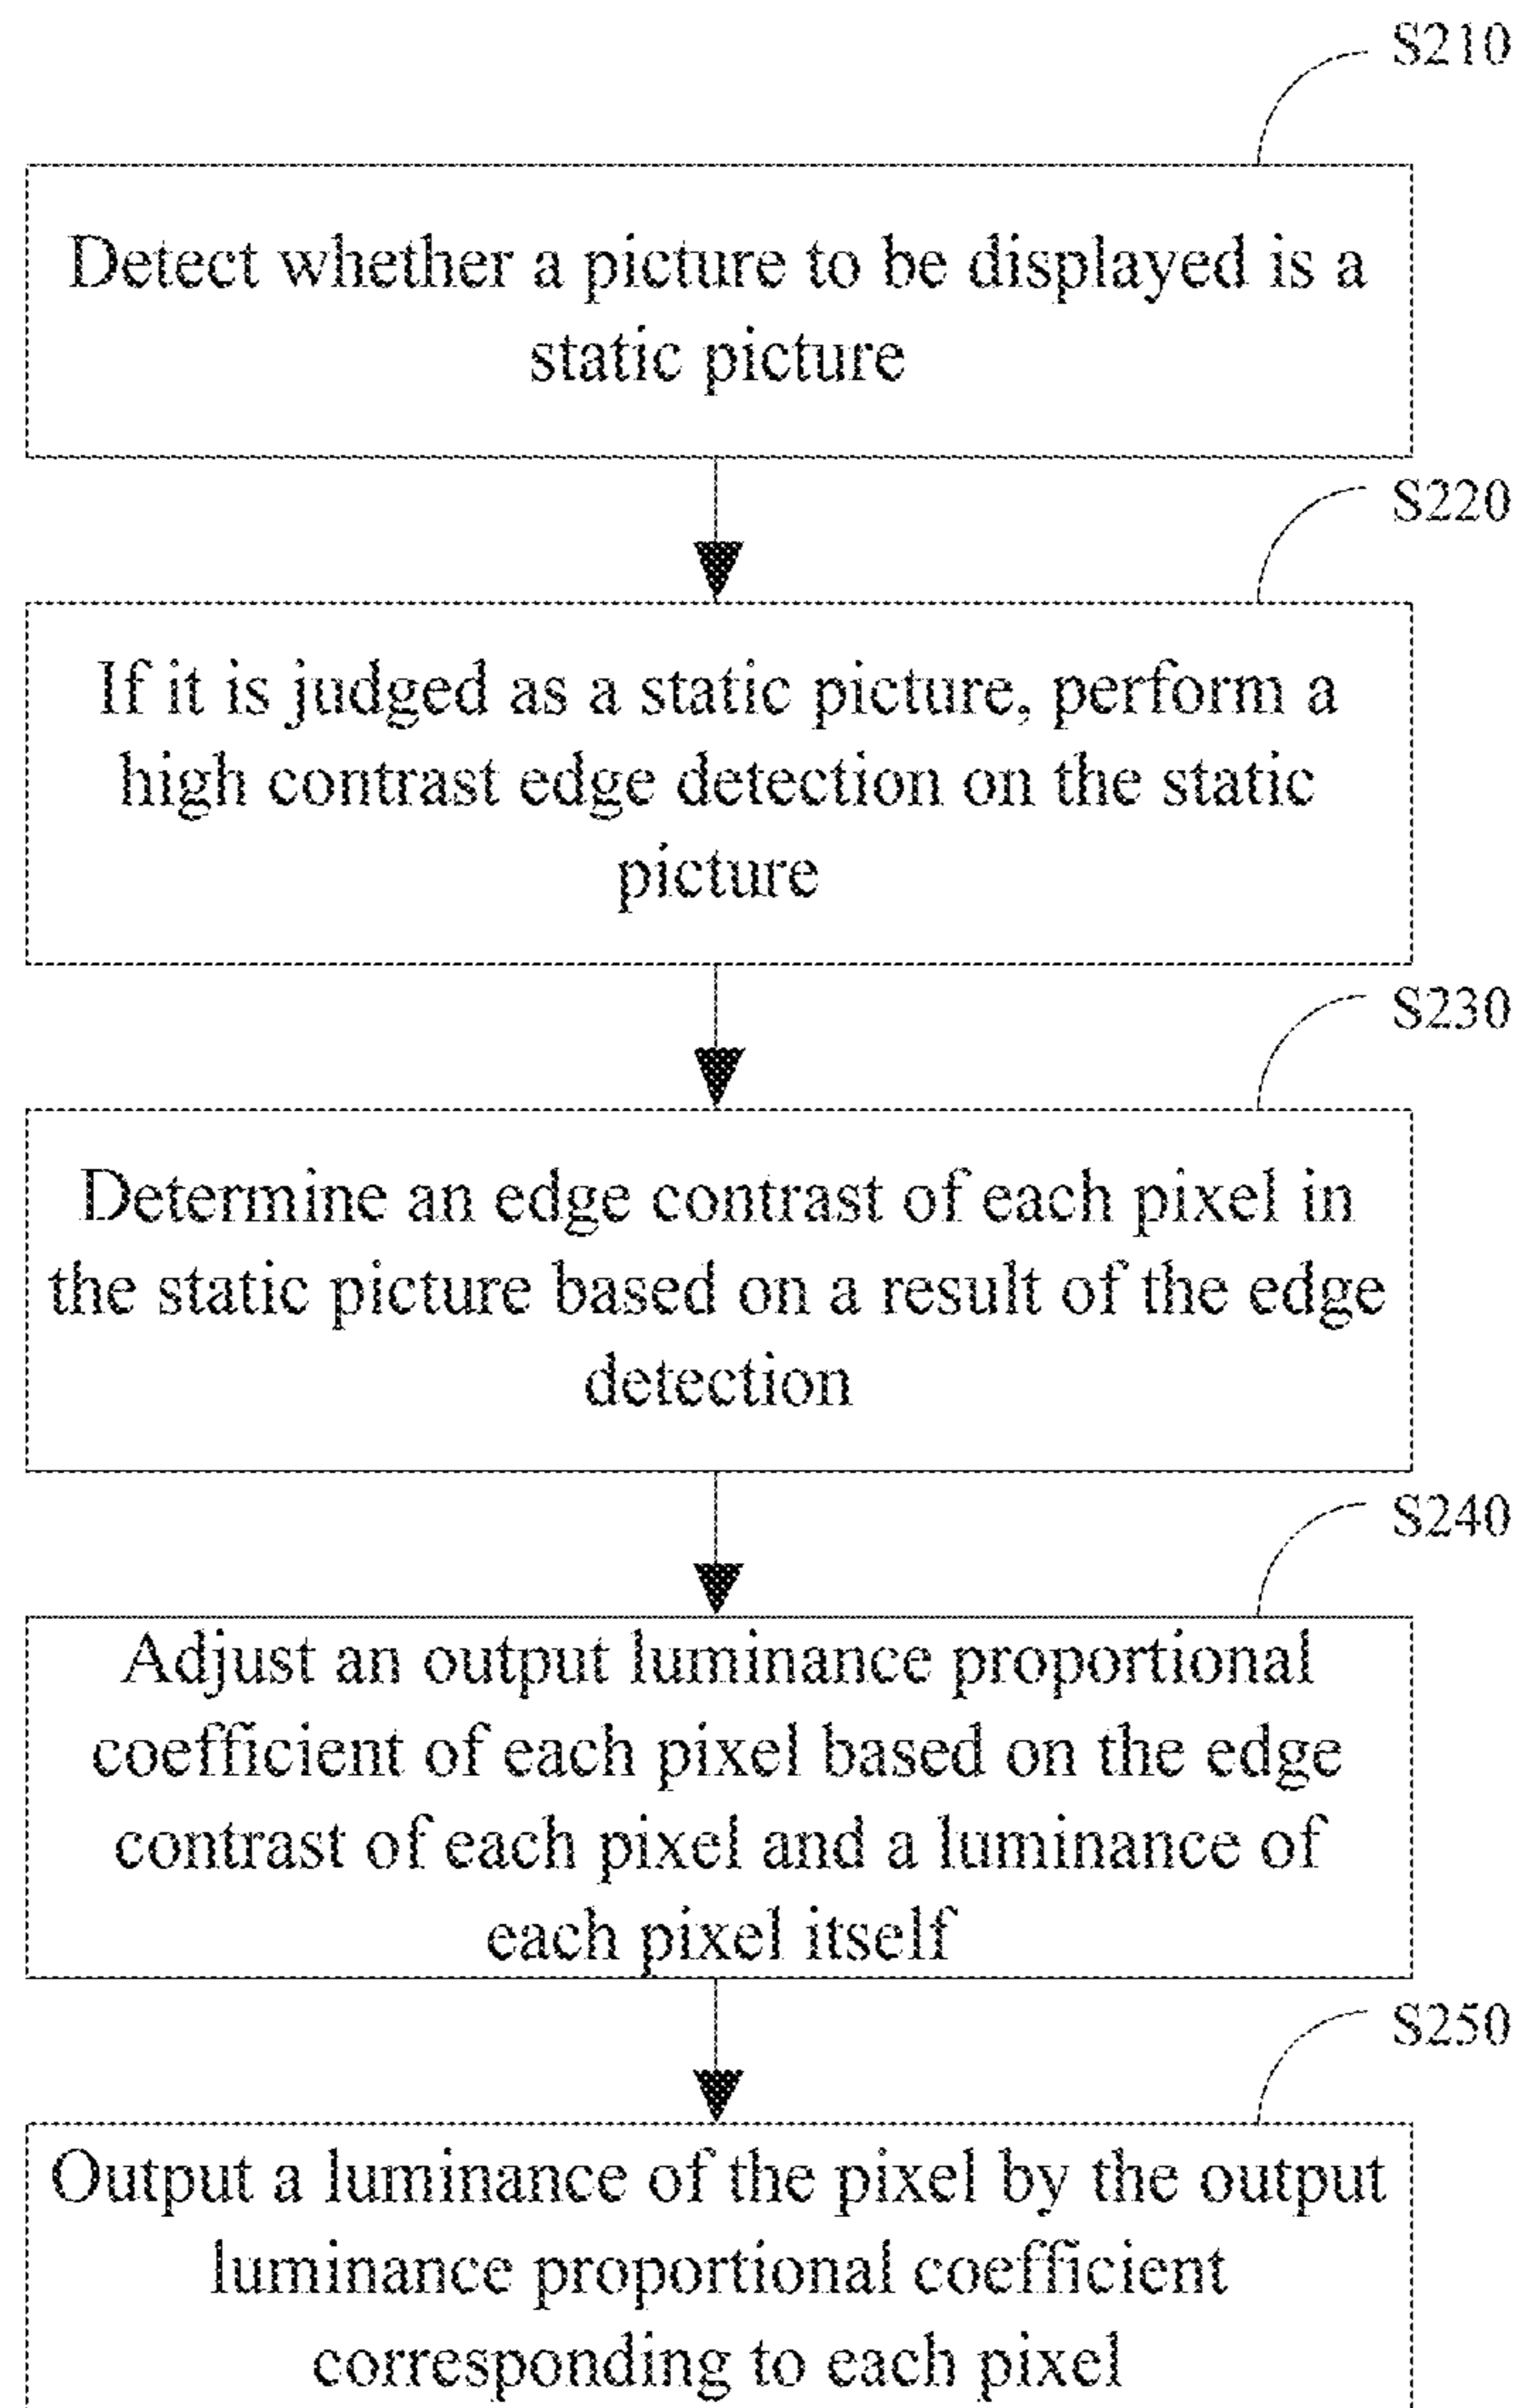 S210
Detect whether a picture to be displayed is a
static picture
S220
If it is judged as a static picture, perform a
high contrast edge detection on the static
picture
S230
Determine an edge contrast of each pixel in
the static picture based on a result of the edge
detection
S240
Adjust an output luminance proportional
coefficient of each pixel based on the edge
contrast of each pixel and a luminance of
each pixel itself
S250
Output a luminance of the pixel by the output
luminance proportional coefficient
corresponding to each pixel